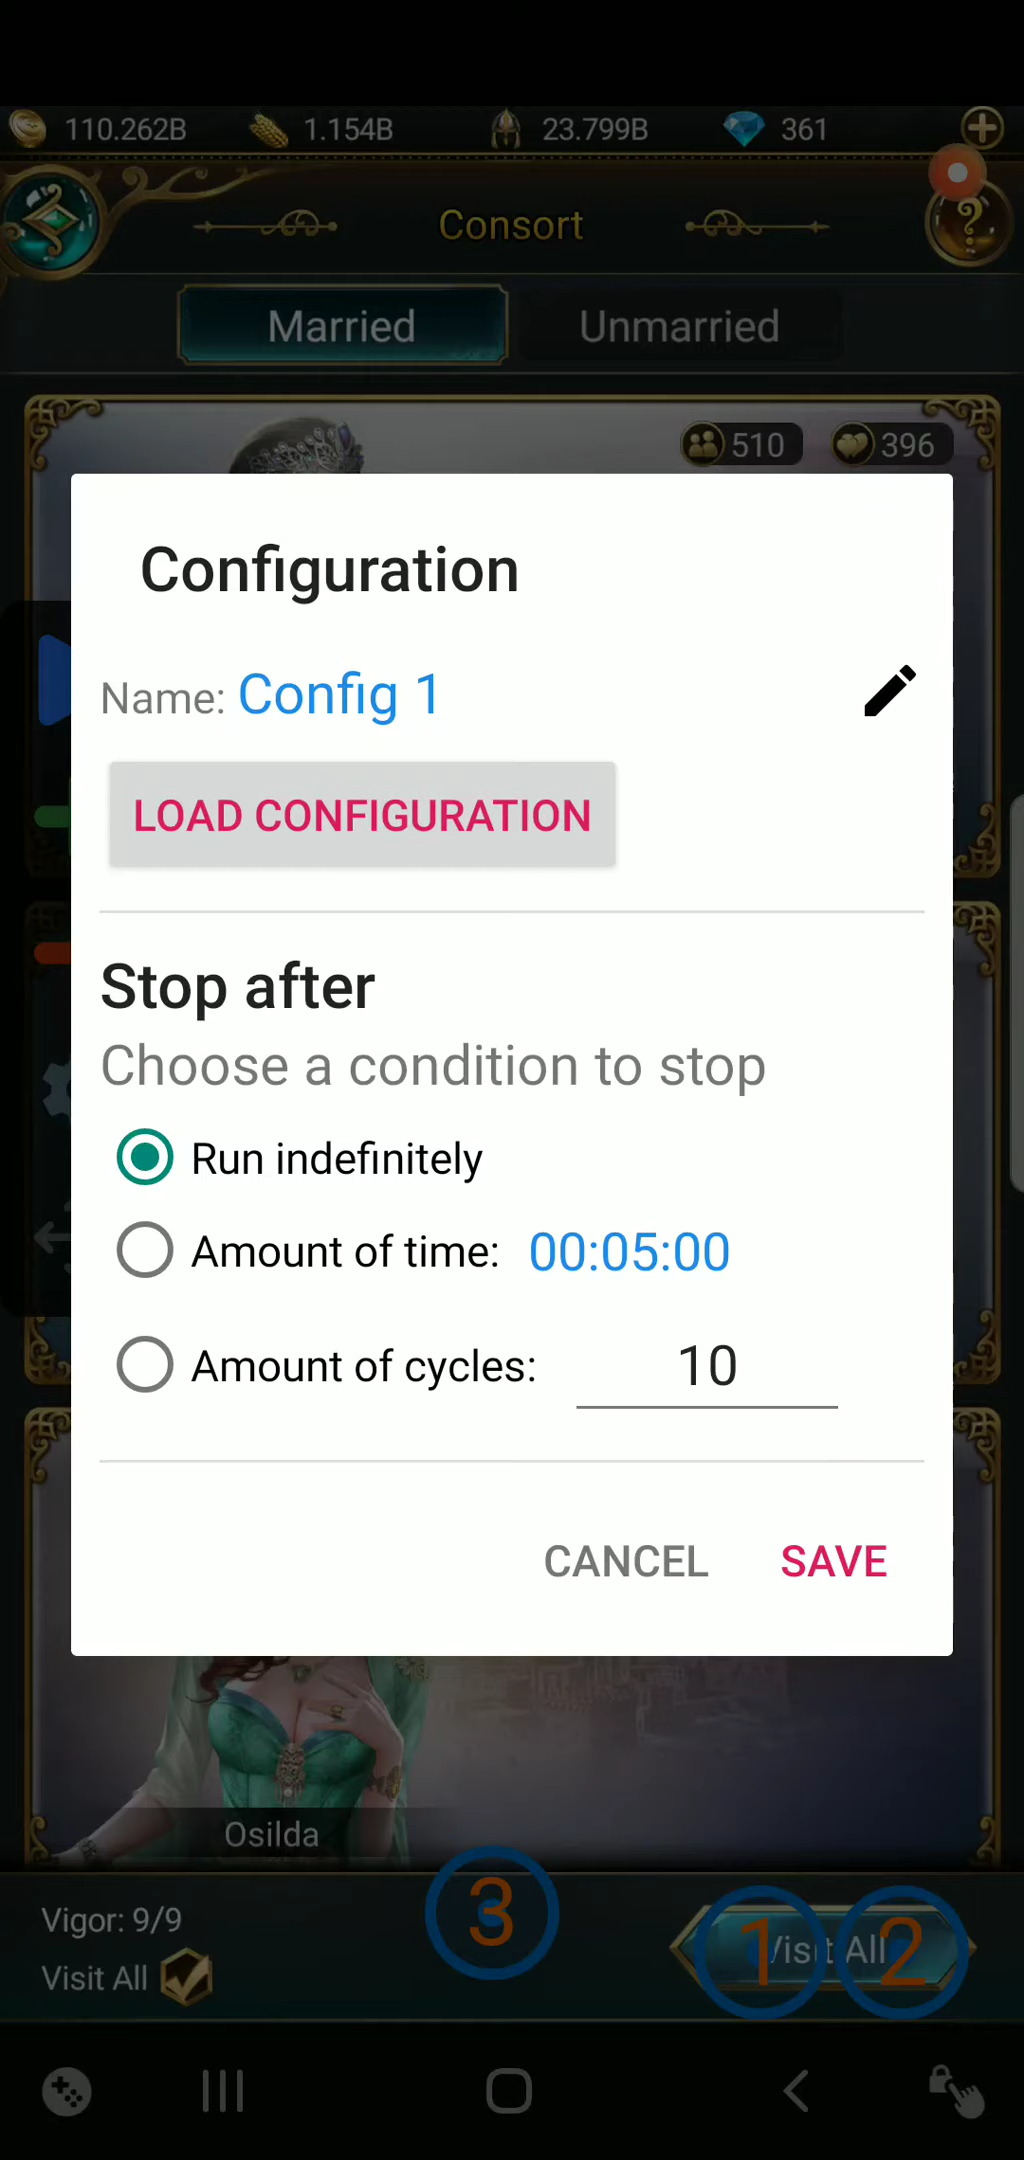 110.262B 1.154B 23.799B 361
Consort
?
Married Unmarried
510 396
Configuration
Name: Config 1
LOAD CONFIGURATION
Stop after
Choose a condition to stop
Run indefinitely
Amount of time: 00:05:00
Amount of cycles: 10
CANCEL SAVE
Osilda
3
Vigor: 9/9
1 Visit All 2
Visit All